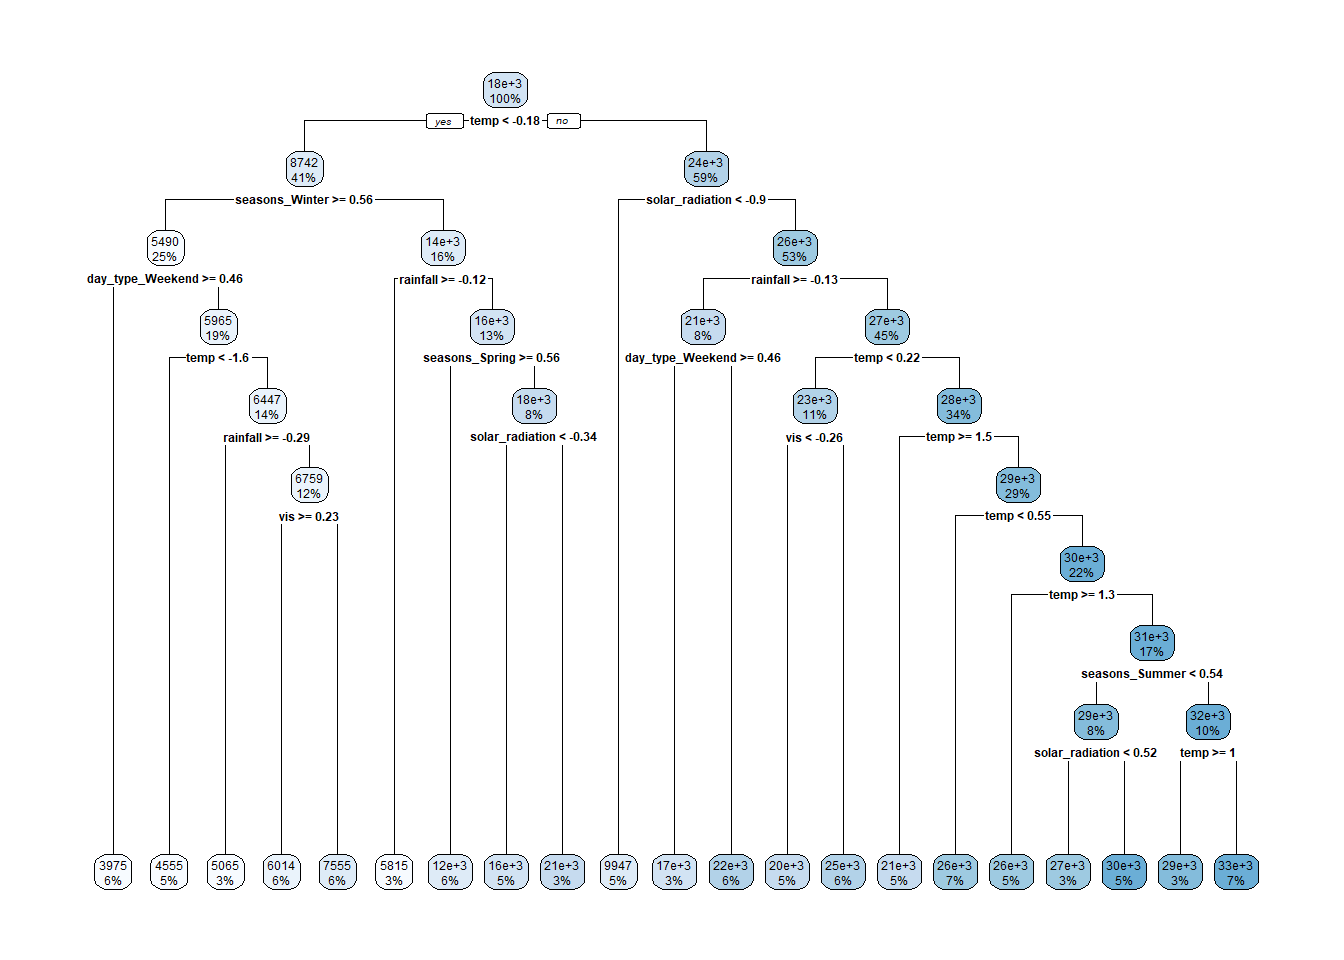 18e+3
100%
yes
temp < -0.18
no
8742
41%
24e+3
59%
seasons_Winter >= 0.56
solar_radiation < -0.9
5490
25%
14e+3
16%
26e+3
53%
day_type_Weekend >= 0.46
rainfall >= -0.12
rainfall >= -0.13
5965
19%
16e+3
13%
21e+3
8%
27e+3
45%
temp < -1.6
seasons_Spring >= 0.56
day_type_Weekend >= 0.46
temp < 0.22
6447
14%
18e+3
8%
23e+3
11%
28e+3
34%
rainfall >= -0.29
solar_radiation < -0.34
vis < -0.26
temp >= 1.5
6759
12%
29e+3
29%
vis >= 0.23
temp < 0.55
30e+3
22%
temp >= 1.3
31e+3
17%
seasons_Summer < 0.54
29e+3
8%
32e+3
10%
solar_radiation < 0.52
temp >= 1
3975
6%
4555
5%
5065
3%
6014
6%
7555
6%
5815
3%
12e+3
6%
16e+3
5%
21e+3
3%
9947
5%
17e+3
3%
22e+3
6%
20e+3
5%
25e+3
6%
21e+3
5%
26e+3
7%
26e+3
5%
27e+3
3%
30e+3
5%
29e+3
3%
33e+3
7%